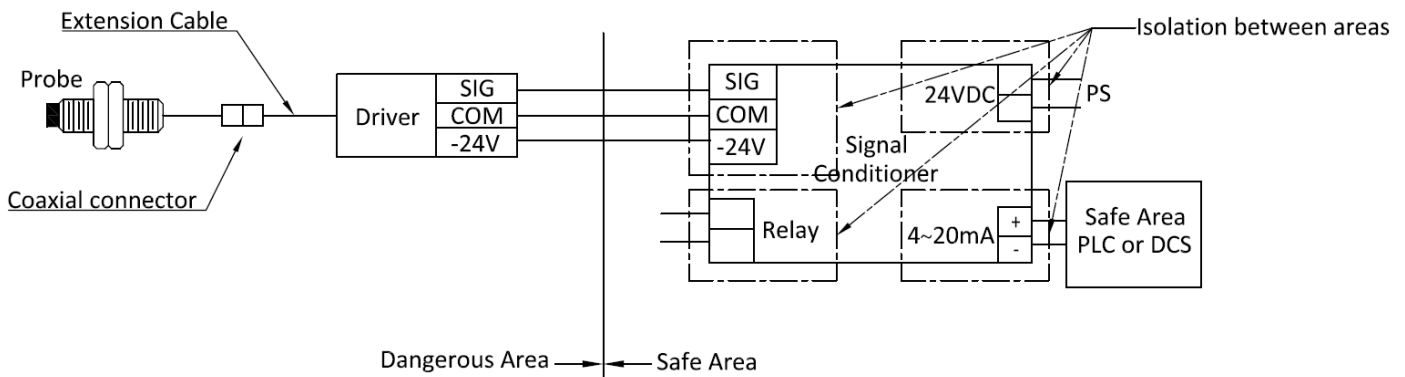 Extension Cable
Probe
Coaxial connector
Driver
SIG
COM
-24V
SIG
COM
-24V
Signal
Conditioner
24VDC
PS
Isolation between areas
Relay
4~20mA
+
-
Safe Area
PLC or DCS
Dangerous Area
Safe Area